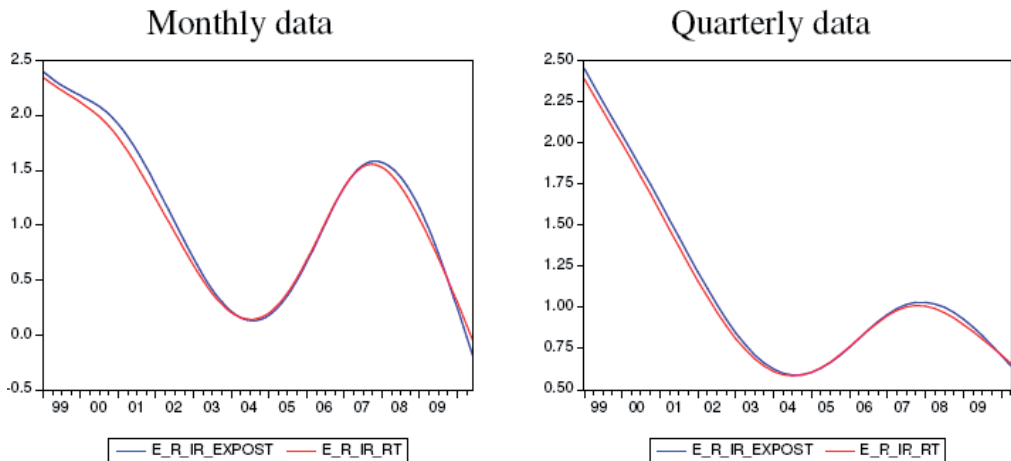 Monthly data
2.5
2.0
1.5
1.0
0.5
0.0
-0.5
99 00 01 02 03 04 05 06 07 08 09
E_R_IR_EXPOST E_R_IR_RT
Quarterly data
2.50
2.25
2.00
1.75
1.50
1.25
1.00
0.75
0.50
99 00 01 02 03 04 05 06 07 08 09
E_R_IR_EXPOST E_R_IR_RT